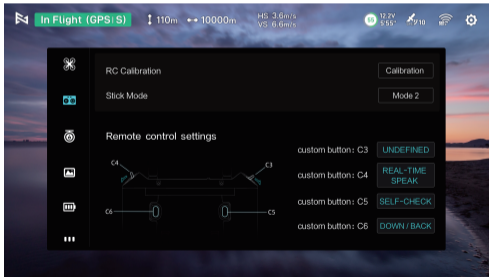 In Flight (GPS|S) 110m 10000m HS 3.6m/s 12.2V
VS 6.6m/s 55 5'55"
RC Calibration Calibration
Stick Mode Mode 2
Remote control settings
custom button: C3 UNDEFINED
C4 C3
custom button: C4 REAL-TIME
SPEAK
C6 C5
custom button: C5 SELF-CHECK
custom button: C6 DOWN / BACK